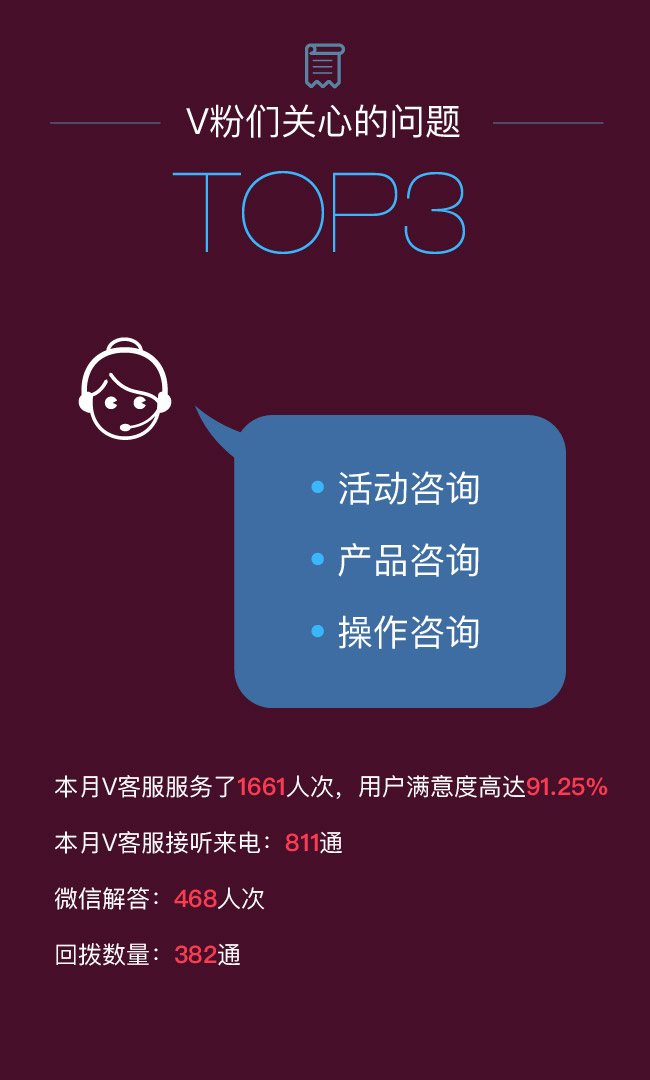 V粉们关心的问题
TOP3
活动咨询
产品咨询
操作咨询
本月V客服服务了1661人次，用户满意度高达91.25%
本月V客服接听来电：811通
微信解答：468人次
回拨数量：382通